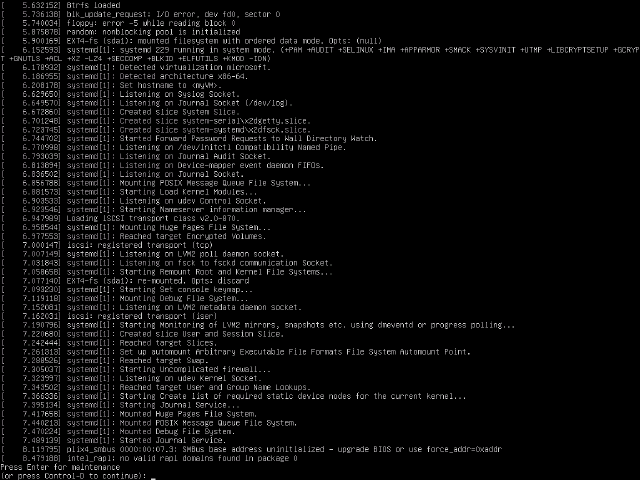 [    5.632152] Btrfs loaded
[    5.736138] blk_update_request: I/O error, dev fd0, sector 0
[    5.740034] floppy: error -5 while reading block 0
[    5.875878] random: nonblocking pool is initialized
[    5.900401] EXT4-fs (sda1): mounted filesystem with ordered data mode. Opts: (null)
[    6.152593] systemd[1]: systemd 229 running in system mode. (+PAM +AUDIT +SELINUX +IMA +APPARMOR +SMACK +SYSVINIT +UTMP +LIBCRYPTSETUP +GCRYP
T +GNUTLS +ACL +XZ -LZ4 +SECCOMP +BLKID +ELFUTILS +KMOD -IDN)
[    6.178932] systemd[1]: Detected virtualization microsoft.
[    6.186955] systemd[1]: Detected architecture x86-64.
[    6.208178] systemd[1]: Set hostname to <myVM>.
[    6.629650] systemd[1]: Listening on Syslog Socket.
[    6.649570] systemd[1]: Listening on Journal Socket (/dev/log).
[    6.672860] systemd[1]: Created slice System Slice.
[    6.701248] systemd[1]: Created slice system-serial\x2dgetty.slice.
[    6.723745] systemd[1]: Created slice system-systemd\x2dfsck.slice.
[    6.744702] systemd[1]: Started Forward Password Requests to Wall Directory Watch.
[    6.770998] systemd[1]: Listening on /dev/initctl Compatibility Named Pipe.
[    6.793039] systemd[1]: Listening on Journal Audit Socket.
[    6.813894] systemd[1]: Listening on Device-mapper event daemon FIFOs.
[    6.836502] systemd[1]: Listening on Journal Socket.
[    6.856788] systemd[1]: Mounting POSIX Message Queue File System...
[    6.881573] systemd[1]: Starting Load Kernel Modules...
[    6.903533] systemd[1]: Listening on udev Control Socket.
[    6.923546] systemd[1]: Starting Nameserver information manager...
[    6.947989] Loading iSCSI transport class v2.0-870.
[    6.958544] systemd[1]: Mounting Huge Pages File System...
[    6.977553] systemd[1]: Reached target Encrypted Volumes.
[    7.000147] iscsi: registered transport (tcp)
[    7.007149] systemd[1]: Listening on LVM2 poll daemon socket.
[    7.031843] systemd[1]: Listening on fsck to fsckd communication Socket.
[    7.058658] systemd[1]: Starting Remount Root and Kernel File Systems...
[    7.077140] EXT4-fs (sda1): re-mounted. Opts: discard
[    7.093230] systemd[1]: Starting Set console keymap...
[    7.119118] systemd[1]: Mounting Debug File System...
[    7.152081] systemd[1]: Listening on LVM2 metadata daemon socket.
[    7.162031] iscsi: registered transport (iser)
[    7.190796] systemd[1]: Starting Monitoring of LVM2 mirrors, snapshots etc. using dmeventd or progress polling...
[    7.220680] systemd[1]: Created slice User and Session Slice.
[    7.242444] systemd[1]: Reached target Slices.
[    7.261313] systemd[1]: Set up automount Arbitrary Executable File Formats File System Automount Point.
[    7.288526] systemd[1]: Reached target Swap.
[    7.305037] systemd[1]: Starting Uncomplicated firewall...
[    7.323997] systemd[1]: Listening on udev Kernel Socket.
[    7.343502] systemd[1]: Reached target User and Group Name Lookups.
[    7.366336] systemd[1]: Starting Create list of required static device nodes for the current kernel...
[    7.395134] systemd[1]: Starting Journal Service...
[    7.417658] systemd[1]: Mounted Huge Pages File System.
[    7.443090] systemd[1]: Mounted POSIX Message Queue File System.
[    7.470224] systemd[1]: Mounted Debug File System.
[    7.489139] systemd[1]: Started Journal Service.
[    8.119795] piix4_smbus 0000:00:07.3: SMBus base address uninitialized - upgrade BIOS or use force_addr=0xaddr
[    8.479188] intel_rapl: no valid rapl domains found in package 0
Press Enter for maintenance
(or press Control-D to continue): _